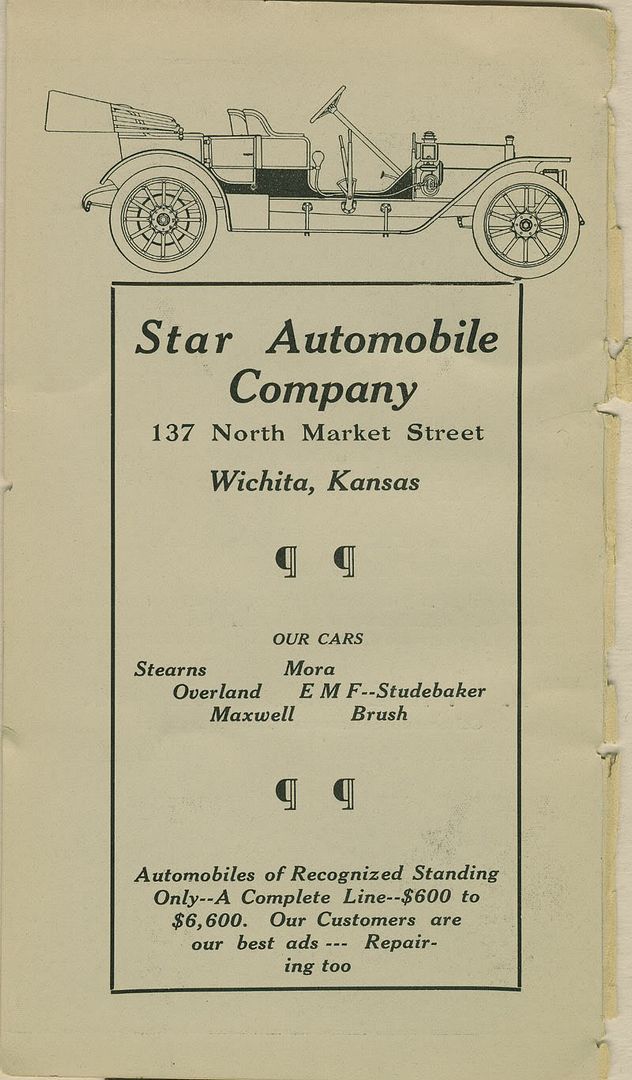 Star Automobile
Company
137 North Market Street
Wichita, Kansas
¶ ¶
OUR CARS
Stearns Mora
Overland E M F--Studebaker
Maxwell Brush
¶ ¶
Automobiles of Recognized Standing
Only--A Complete Line--$600 to
$6,600. Our Customers are
our best ads --- Repair-
ing too